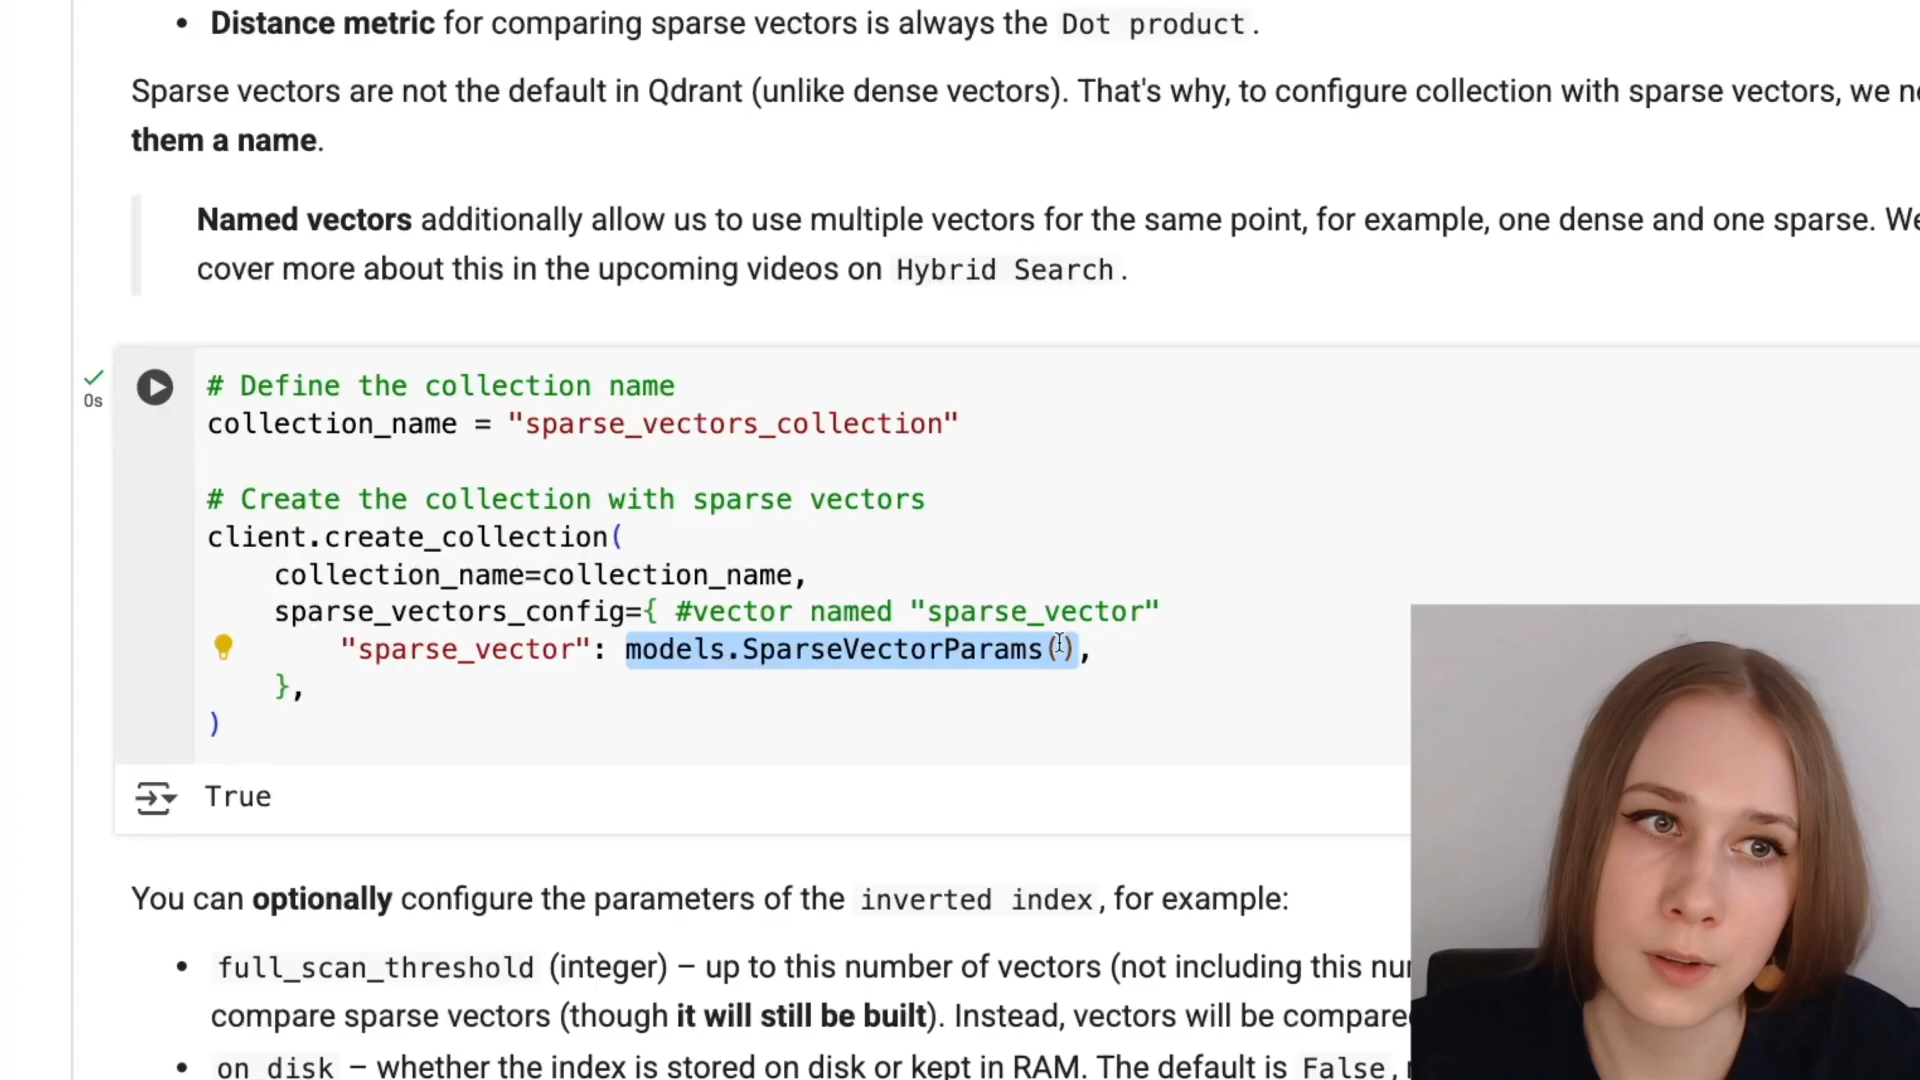 • Distance metric for comparing sparse vectors is always the Dot product.
Sparse vectors are not the default in Qdrant (unlike dense vectors). That's why, to configure collection with sparse vectors, we
them a name.
Named vectors additionally allow us to use multiple vectors for the same point, for example, one dense and one sparse. We
cover more about this in the upcoming videos on Hybrid Search.
0s
# Define the collection name
collection_name = "sparse_vectors_collection"
# Create the collection with sparse vectors
client.create_collection(
collection_name=collection_name,
sparse_vectors_config={ #vector named "sparse_vector"
"sparse_vector": models.SparseVectorParams(),
},
)
True
You can optionally configure the parameters of the inverted index, for example:
• full_scan_threshold (integer) – up to this number of vectors (not including this
compare sparse vectors (though it will still be built). Instead, vectors will be compare
• on_disk – whether the index is stored on disk or kept in RAM. The default is False,